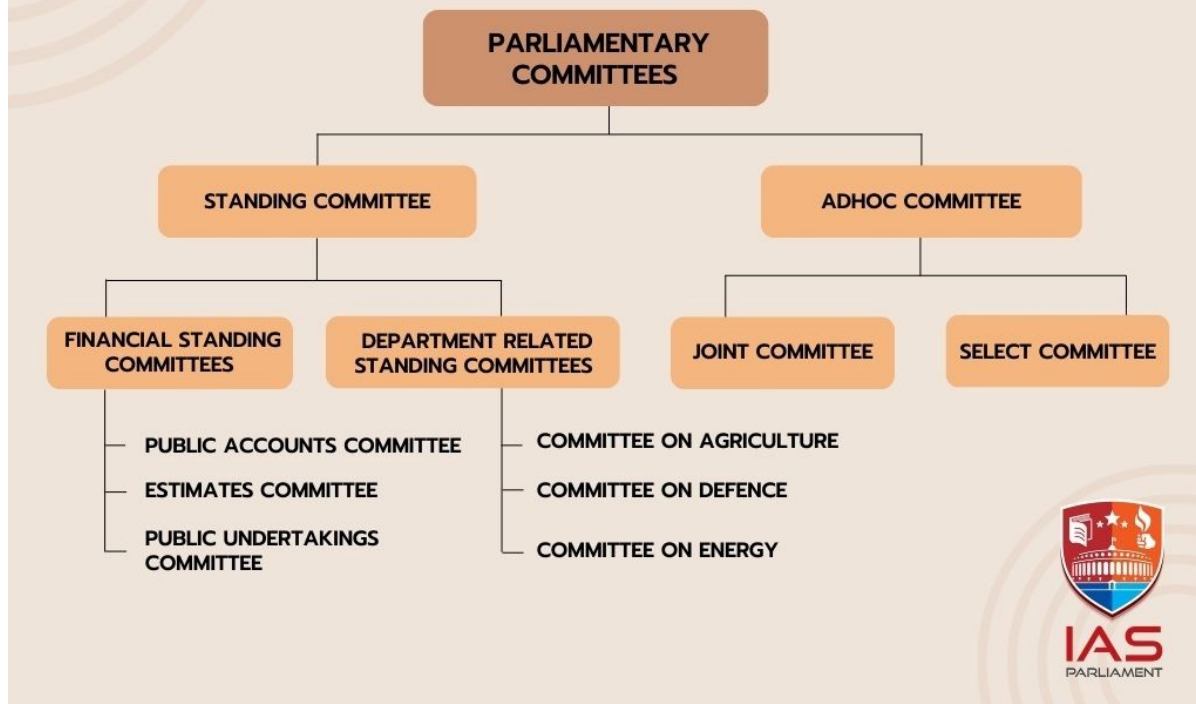 PARLIAMENTARY
COMMITTEES
STANDING COMMITTEE
ADHOC COMMITTEE
FINANCIAL STANDING
COMMITTEES
DEPARTMENT RELATED
STANDING COMMITTEES
JOINT COMMITTEE
SELECT COMMITTEE
PUBLIC ACCOUNTS COMMITTEE
ESTIMATES COMMITTEE
PUBLIC UNDERTAKINGS
COMMITTEE
COMMITTEE ON AGRICULTURE
COMMITTEE ON DEFENCE
COMMITTEE ON ENERGY
IAS
PARLIAMENT